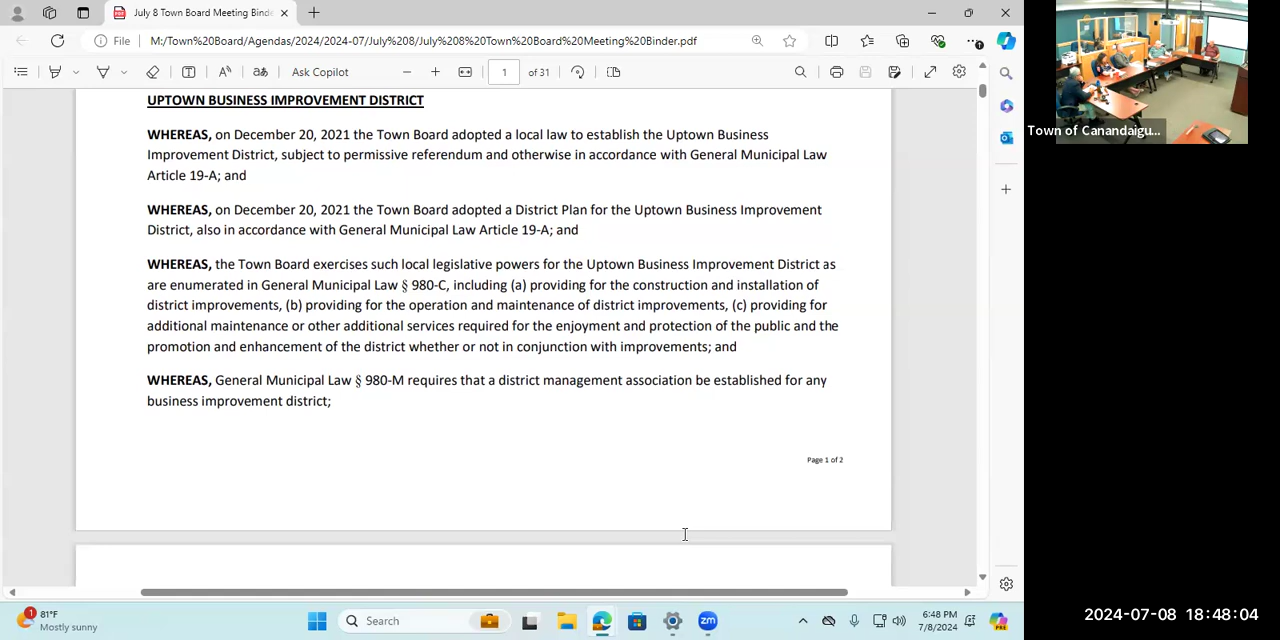 July 8 Town Board Meeting Binde
File
M:/Town%20Board/Agendas/2024/2024-07/July%208/July%208%20Town%20Board%20Meeting%20Binder.pdf
Ask Copilot
1 of 31
UPTOWN BUSINESS IMPROVEMENT DISTRICT
WHEREAS, on December 20, 2021 the Town Board adopted a local law to establish the Uptown Business
Improvement District, subject to permissive referendum and otherwise in accordance with General Municipal Law
Article 19-A; and
WHEREAS, on December 20, 2021 the Town Board adopted a District Plan for the Uptown Business Improvement
District, also in accordance with General Municipal Law Article 19-A; and
WHEREAS, the Town Board exercises such local legislative powers for the Uptown Business Improvement District as
are enumerated in General Municipal Law § 980-C, including (a) providing for the construction and installation of
district improvements, (b) providing for the operation and maintenance of district improvements, (c) providing for
additional maintenance or other additional services required for the enjoyment and protection of the public and the
promotion and enhancement of the district whether or not in conjunction with improvements; and
WHEREAS, General Municipal Law § 980-M requires that a district management association be established for any
business improvement district;
Page 1 of 2
Town of Canandaigu...
1
81°F
Mostly sunny
Search
zm
6:48 PM
7/8/2024
PRE
2024-07-08 18:48:04